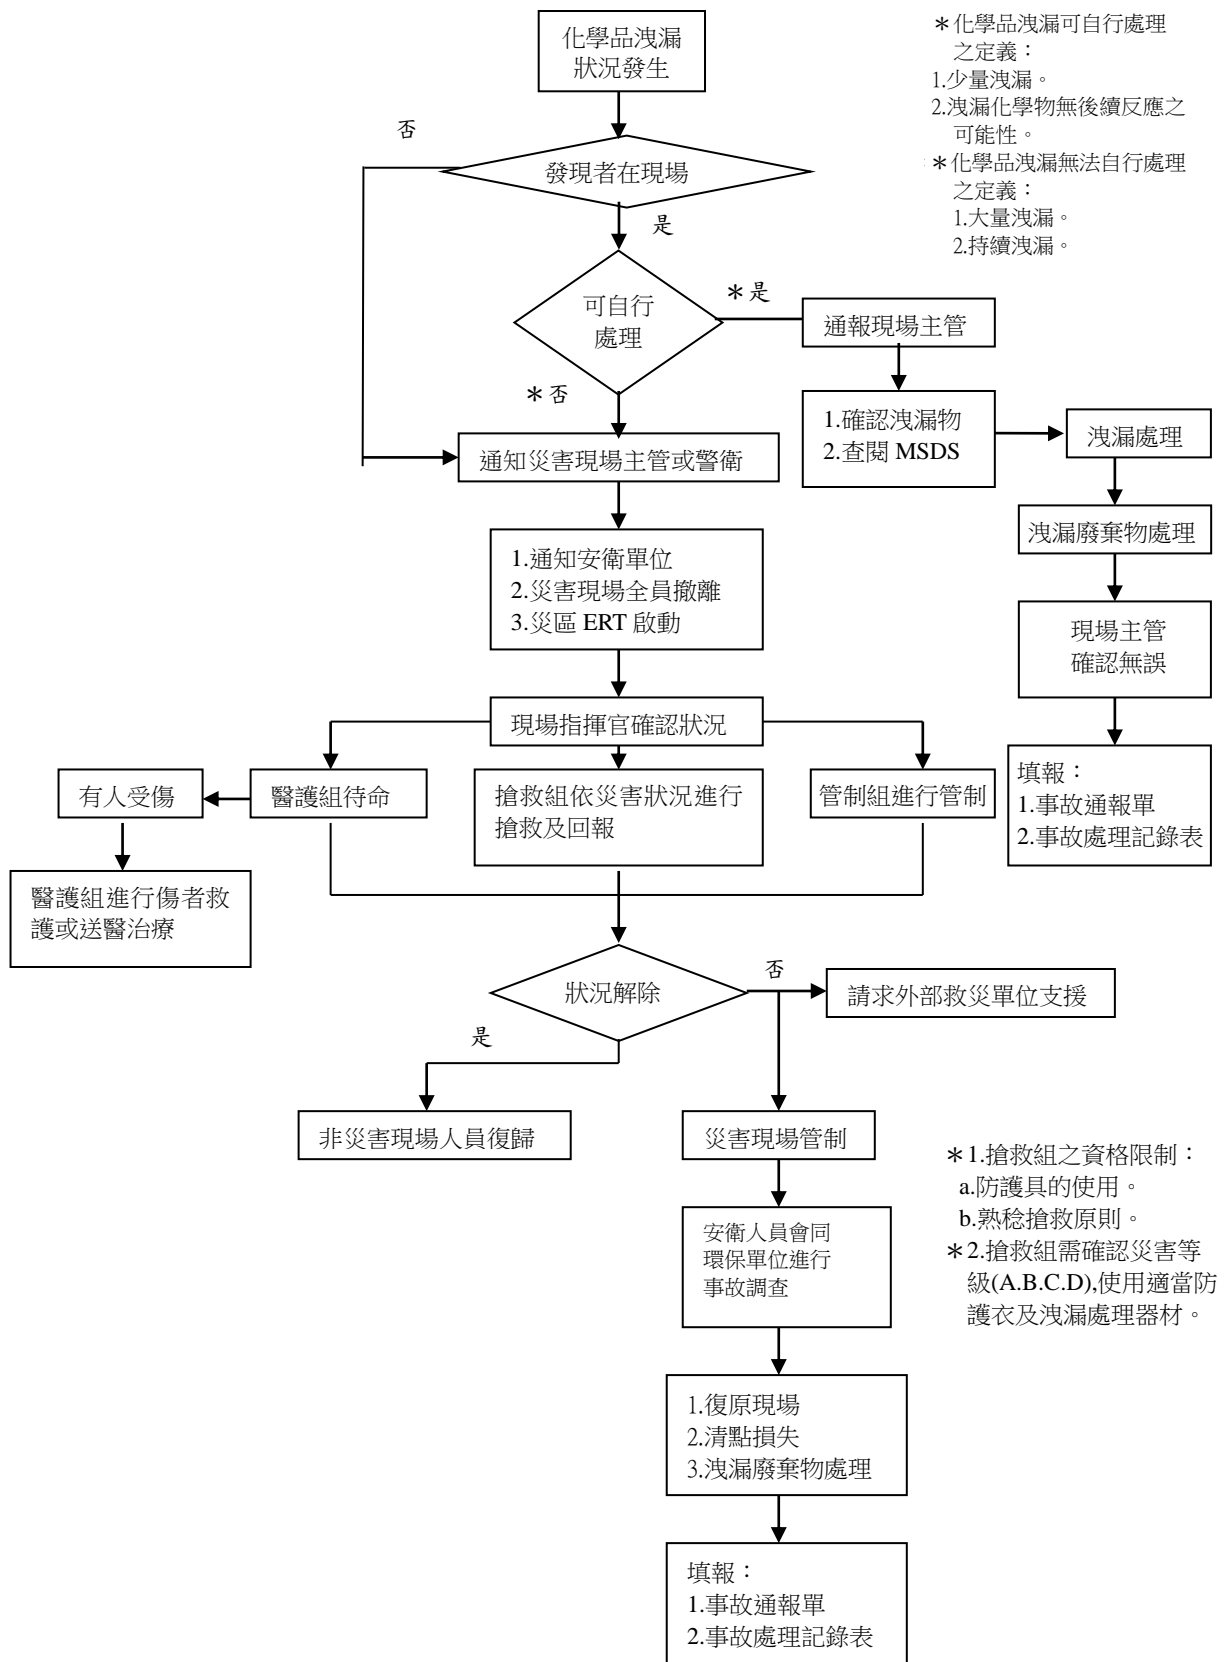 化學品洩漏
狀況發生
＊化學品洩漏可自行處理
之定義：
1.少量洩漏。
2.洩漏化學物無後續反應之
可能性。
＊化學品洩漏無法自行處理
之定義：
1.大量洩漏。
2.持續洩漏。
否
發現者在現場
是
可自行
處理
＊是
通報現場主管
＊否
1.確認洩漏物
2.查閱 MSDS
洩漏處理
通知災害現場主管或警衛
洩漏廢棄物處理
1.通知安衛單位
2.災害現場全員撤離
3.災區 ERT 啟動
現場主管
確認無誤
現場指揮官確認狀況
填報：
1.事故通報單
2.事故處理記錄表
有人受傷
醫護組待命
搶救組依災害狀況進行
搶救及回報
管制組進行管制
醫護組進行傷者救
護或送醫治療
狀況解除
否
請求外部救災單位支援
是
非災害現場人員復歸
災害現場管制
＊1.搶救組之資格限制：
a.防護具的使用。
b.熟稔搶救原則。
＊2.搶救組需確認災害等
級(A.B.C.D),使用適當防
護衣及洩漏處理器材。
安衛人員會同
環保單位進行
事故調查
1.復原現場
2.清點損失
3.洩漏廢棄物處理
填報：
1.事故通報單
2.事故處理記錄表